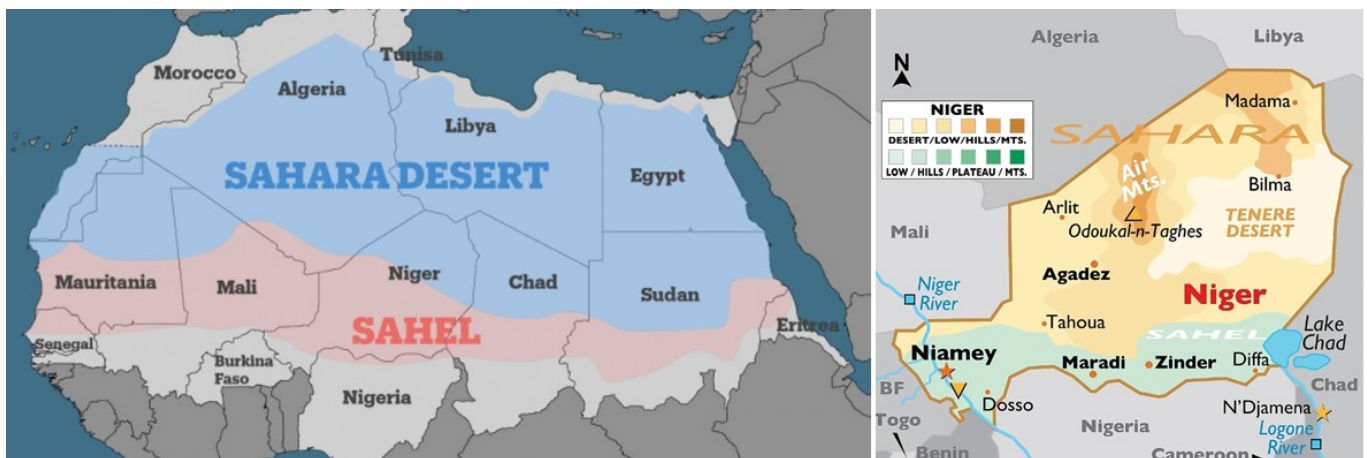 Morocco
Tunisa
Algeria
Libya
Egypt
SAHARA DESERT
Mauritania
Mali
Niger
Chad
Sudan
SAHEL
Senegal
Burkina
Faso
Nigeria
Eritrea
Algeria
Libya
N
NIGER
DESERT/LOW/HILLS/MTS.
LOW / HILLS / PLATEAU / MTS.
Madama
SAHARA
Air
Mts.
Bilma
Arlit
Odoukal-n-Taghes
TENERE
DESERT
Mali
Agadez
Niger
River
Niger
Tahoua
SAHEL
Lake
Chad
Niamey
Maradi
Zinder
Diffa
BF
Dosso
Chad
Togo
Benin
Nigeria
N'Djamena
Logone
River
Cameroon